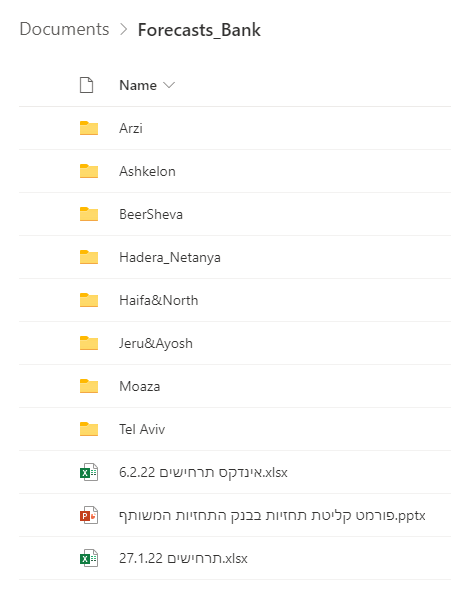 Documents > Forecasts_Bank
Name
Arzi
Ashkelon
BeerSheva
Hadera_Netanya
Haifa&North
Jeru&Ayosh
Moaza
Tel Aviv
אינדקס תרחישים 6.2.22.xlsx
פורמט קליטת תחזיות בבנק התחזיות המשותף.pptx
תרחישים 27.1.22.xlsx